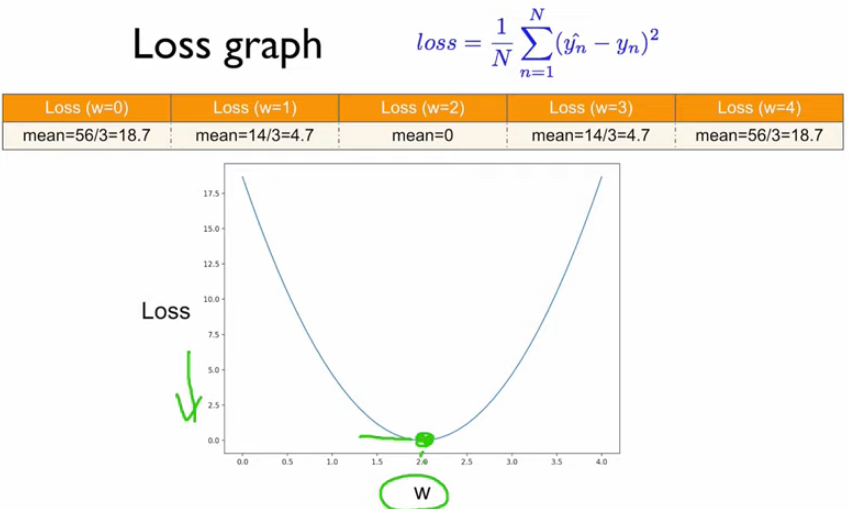 Loss graph
loss = \frac{1}{N} \sum_{n=1}^{N} (\hat{y_n} - y_n)^2
Loss (w=0) Loss (w=1) Loss (w=2) Loss (w=3) Loss (w=4)
mean=56/3=18.7 mean=14/3=4.7 mean=0 mean=14/3=4.7 mean=56/3=18.7
17.5
15.0
12.5
10.0
Loss
7.5
5.0
2.5
0.0
0.0 0.5 1.0 1.5 2.0 2.5 3.0 3.5 4.0
w